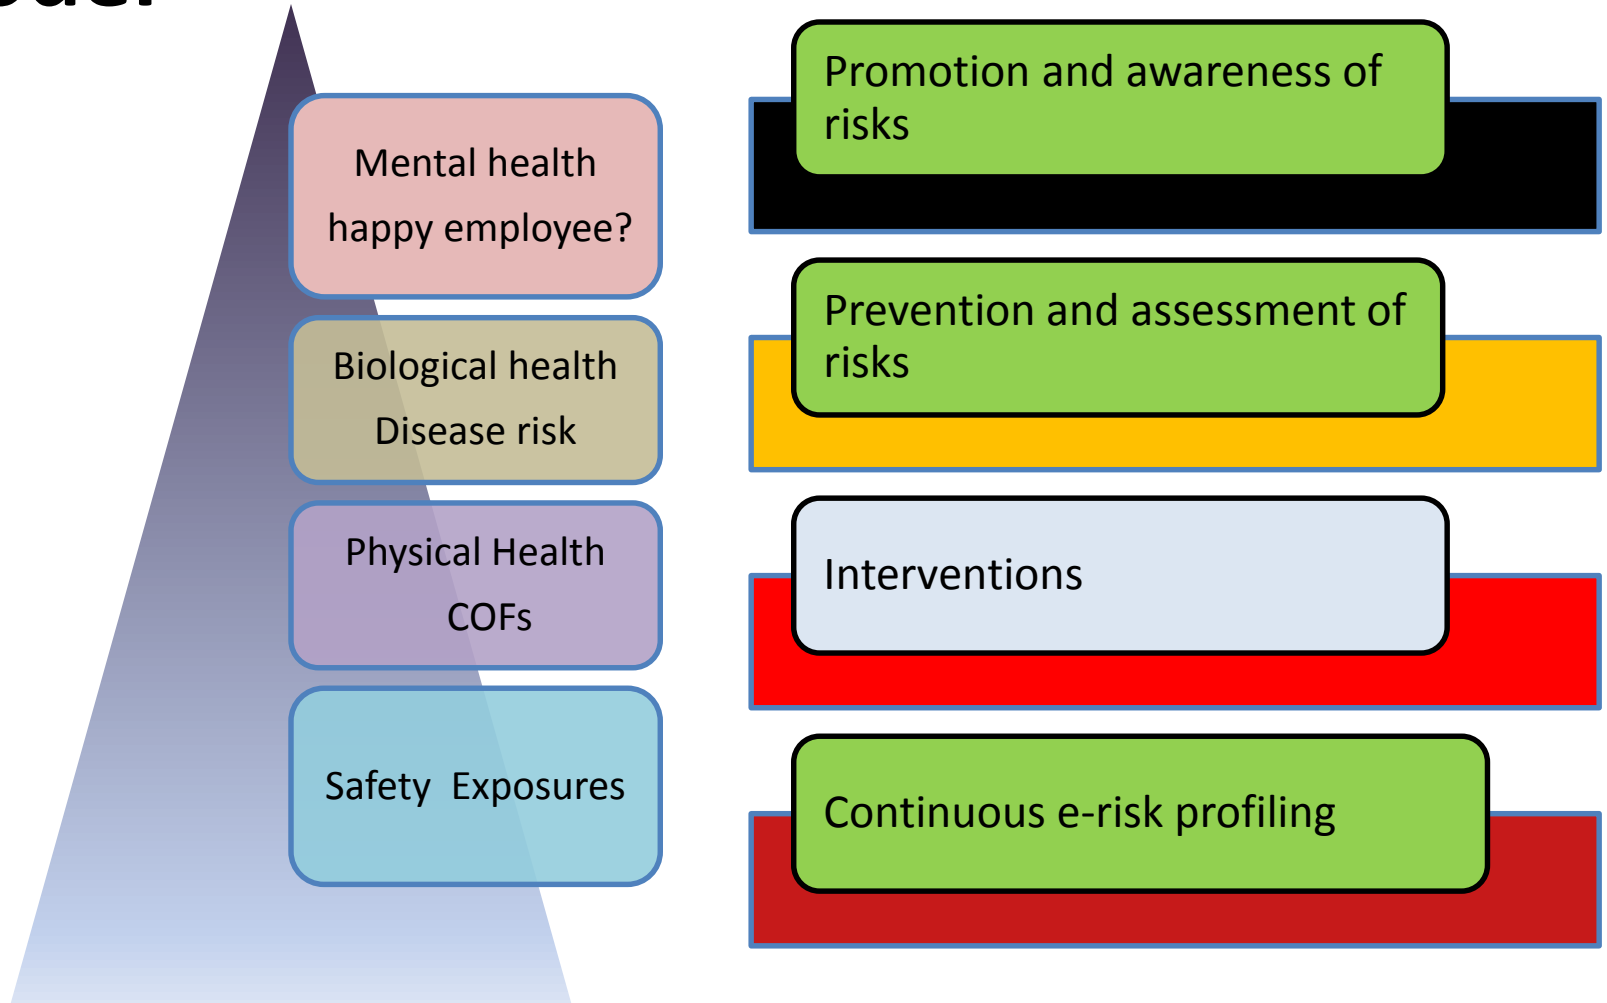 Mental health
happy employee?
Biological health
Disease risk
Physical Health
COFs
Safety  Exposures
Promotion and awareness of
risks
Prevention and assessment of
risks
Interventions
Continuous e-risk profiling